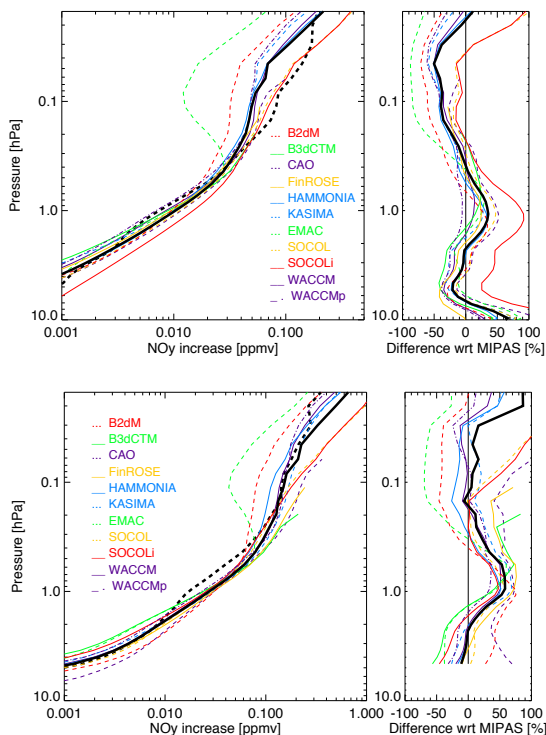 0.1
1.0
10.0
Pressure [hPa]
B2dM
B3dCTM
CAO
FinROSE
HAMMONIA
KASIMA
EMAC
SOCOL
SOCOLi
WACCM
WACCMp
0.001 0.010 0.100
NOy increase [ppmv]
-100 -50 0 50 100
Difference wrt MIPAS [%]
0.1
1.0
10.0
Pressure [hPa]
B2dM
B3dCTM
CAO
FinROSE
HAMMONIA
KASIMA
EMAC
SOCOL
SOCOLi
WACCM
WACCMp
0.001 0.010 0.100 1.000
NOy increase [ppmv]
-100 -50 0 50 100
Difference wrt MIPAS [%]